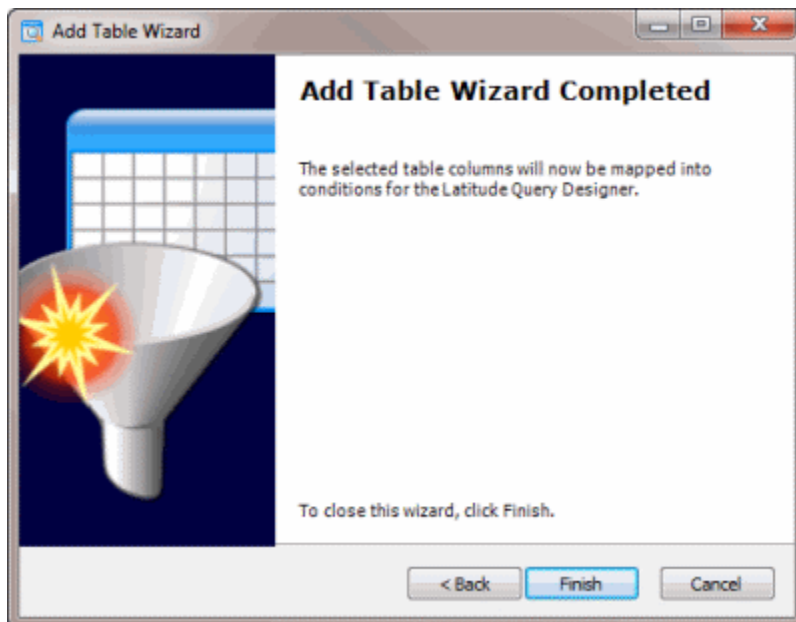 Add Table Wizard
Add Table Wizard Completed
The selected table columns will now be mapped into
conditions for the Latitude Query Designer.
To close this wizard, click Finish.
< Back Finish Cancel